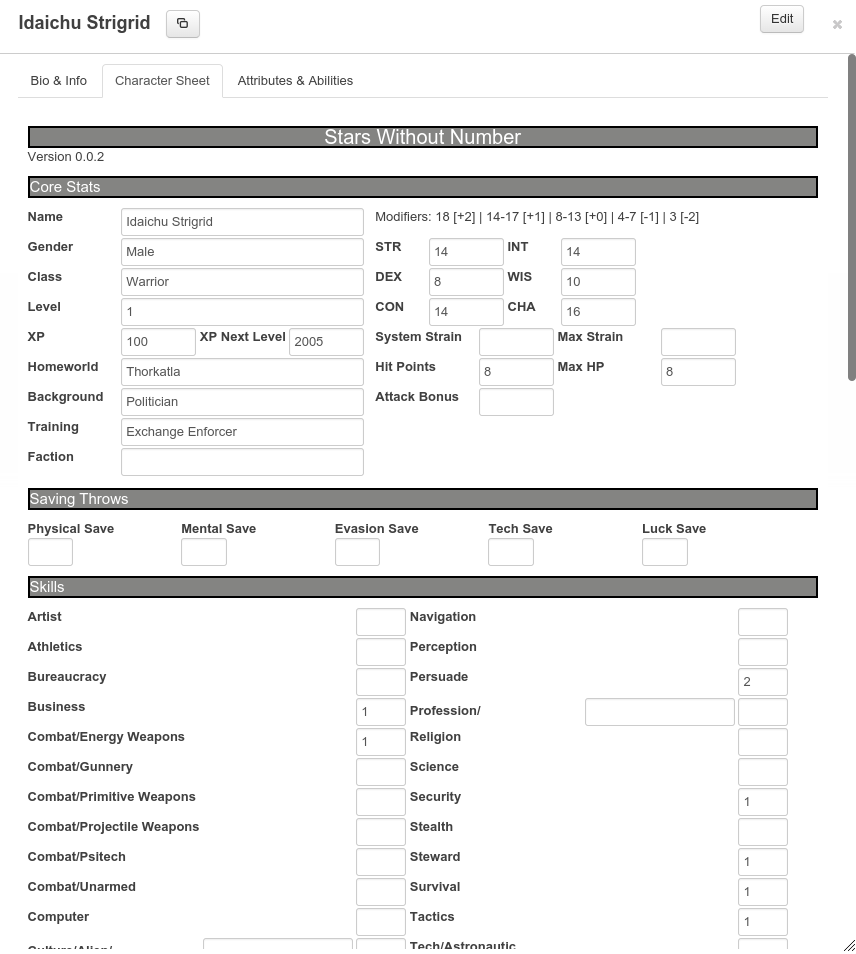 Idaichu Strigrid
Edit
×
Bio & Info Character Sheet Attributes & Abilities
Stars Without Number
Version 0.0.2
Core Stats
Name Idaichu Strigrid Modifiers: 18 [+2] | 14-17 [+1] | 8-13 [+0] | 4-7 [-1] | 3 [-2]
Gender Male STR 14 INT 14
Class Warrior DEX 8 WIS 10
Level 1 CON 14 CHA 16
XP 100 XP Next Level 2005 System Strain Max Strain
Homeworld Thorkatla Hit Points 8 Max HP 8
Background Politician Attack Bonus
Training Exchange Enforcer
Faction
Saving Throws
Physical Save Mental Save Evasion Save Tech Save Luck Save
Skills
Artist Navigation
Athletics Perception
Bureaucracy Persuade 2
Business 1 Profession/
Combat/Energy Weapons 1 Religion
Combat/Gunnery Science
Combat/Primitive Weapons Security 1
Combat/Projectile Weapons Stealth
Combat/Psitech Steward 1
Combat/Unarmed Survival 1
Computer Tactics 1
Culture/Alien/ Tech/Astronautic